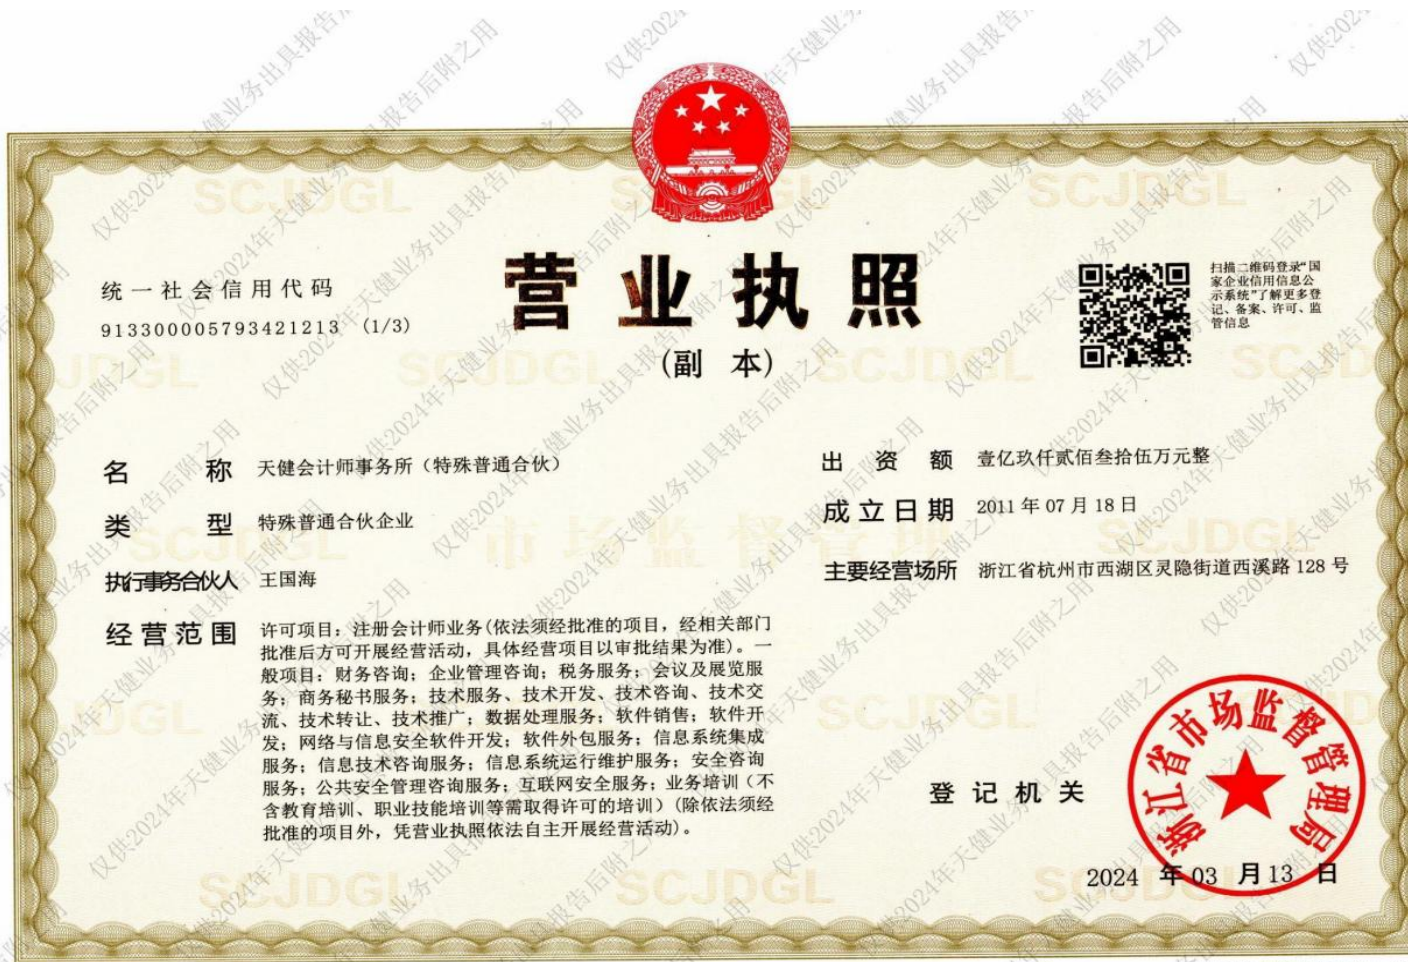 营业执照
(副 本)
统一社会信用代码
913300005793421213 (1/3)
扫描二维码登录“国
家企业信用信息公
示系统”了解更多登
记、备案、许可、监
管信息
名 称 天健会计师事务所（特殊普通合伙）
类 型 特殊普通合伙企业
执行事务合伙人 王国海
经营范围 许可项目：注册会计师业务(依法须经批准的项目，经相关部门
批准后方可开展经营活动，具体经营项目以审批结果为准)。一
般项目：财务咨询；企业管理咨询；税务服务；会议及展览服
务；商务秘书服务；技术服务、技术开发、技术咨询、技术交
流、技术转让、技术推广；数据处理服务；软件销售；软件开
发；网络与信息安全软件开发；软件外包服务；信息系统集成
服务；信息技术咨询服务；信息系统运行维护服务；安全咨询
服务；公共安全管理咨询服务；互联网安全服务；业务培训（不
含教育培训、职业技能培训等需取得许可的培训）(除依法须经
批准的项目外，凭营业执照依法自主开展经营活动)。
出 资 额 壹亿玖仟贰佰叁拾伍万元整
成立日期 2011年07月18日
主要经营场所 浙江省杭州市西湖区灵隐街道西溪路128号
登记机关
浙江省市场监督管理局
2024 年 03 月 13 日
SCJDGL
市场监督管理
仅供2024年天健业务出具报告后附之用